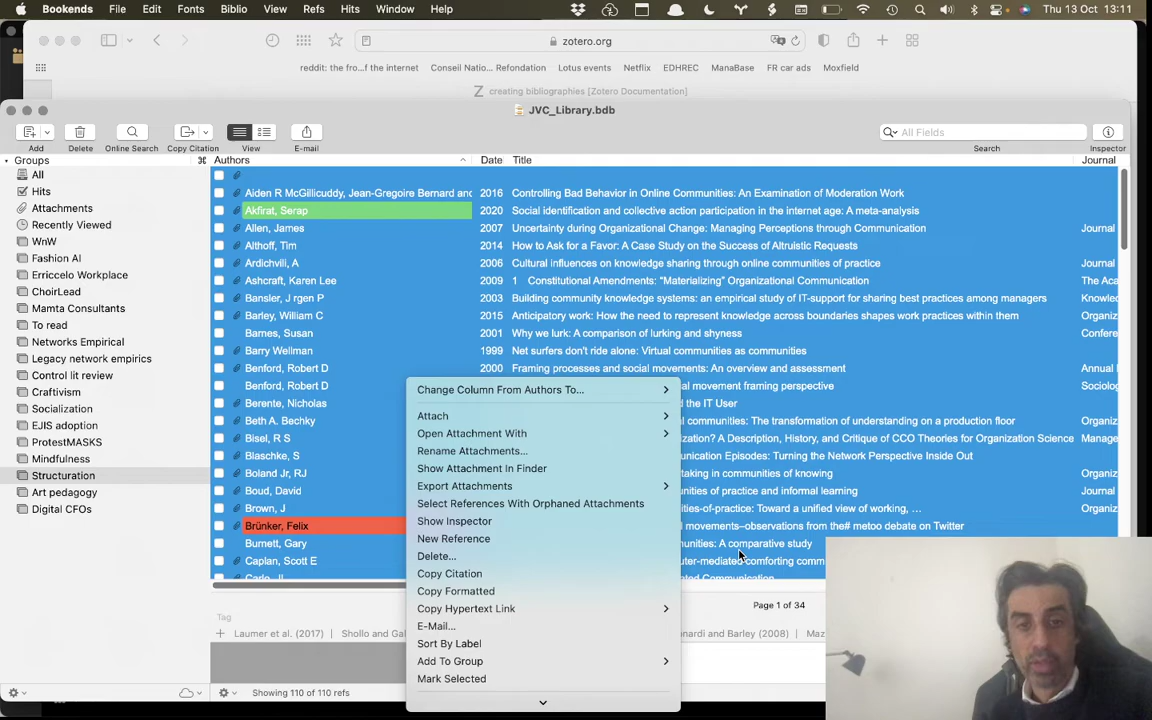 Bookends File Edit Fonts Biblio View Refs Hits Window Help Thu 13 Oct 13:11
zotero.org
reddit: the fro...f the internet Conseil Natio... Refondation Lotus events Netflix EDHREC ManaBase FR car ads Moxfield
creating bibliographies [Zotero Documentation]
JVC_Library.bdb
All Fields
Add Delete Online Search Copy Citation View E-mail Search Inspector
Groups
All
Hits
Attachments
Recently Viewed
WnW
Fashion AI
Erriccelo Workplace
ChoirLead
Mamta Consultants
To read
Networks Empirical
Legacy network empirics
Control lit review
Craftivism
Socialization
EJIS adoption
ProtestMASKS
Mindfulness
Structuration
Art pedagogy
Digital CFOs
Authors Date Title Journal
Aiden R McGillicuddy, Jean-Gregoire Bernard and 2016 Controlling Bad Behavior in Online Communities: An Examination of Moderation Work
Akfirat, Serap 2020 Social identification and collective action participation in the internet age: A meta-analysis
Allen, James 2007 Uncertainty during Organizational Change: Managing Perceptions through Communication Journal
Althoff, Tim 2014 How to Ask for a Favor: A Case Study on the Success of Altruistic Requests
Ardichvili, A 2006 Cultural influences on knowledge sharing through online communities of practice Journal
Ashcraft, Karen Lee 2009 1 Constitutional Amendments: “Materializing” Organizational Communication The Aca
Bansler, J rgen P 2003 Building community knowledge systems: an empirical study of IT-support for sharing best practices among managers Knowled
Barley, William C 2015 Anticipatory work: How the need to represent knowledge across boundaries shapes work practices within them Organiz
Barnes, Susan 2001 Why we lurk: A comparison of lurking and shyness Confere
Barry Wellman 1999 Net surfers don't ride alone: Virtual communities as communities
Benford, Robert D 2000 Framing processes and social movements: An overview and assessment Annual
Benford, Robert D al movement framing perspective Sociolog
Berente, Nicholas d the IT User
Beth A. Bechky al communities: The transformation of understanding on a production floor Organiz
Bisel, R S ization? A Description, History, and Critique of CCO Theories for Organization Science Manage
Blaschke, S unication Episodes: Turning the Network Perspective Inside Out
Boland Jr, RJ taking in communities of knowing Organiz
Boud, David unities of practice and informal learning Journal
Brown, J ities-of-practice: Toward a unified view of working, ... Organiz
Brünker, Felix l movements–observations from the# metoo debate on Twitter
Burnett, Gary munities: A comparative study
Caplan, Scott E uter-mediated comforting comm
Change Column From Authors To...
Attach
Open Attachment With
Rename Attachments...
Show Attachment In Finder
Export Attachments
Select References With Orphaned Attachments
Show Inspector
New Reference
Delete...
Copy Citation
Copy Formatted
Copy Hypertext Link
E-Mail...
Sort By Label
Add To Group
Mark Selected
Page 1 of 34
Tag
Laumer et al. (2017) Shollo and Gal nardi and Barley (2008) Maz
Showing 110 of 110 refs